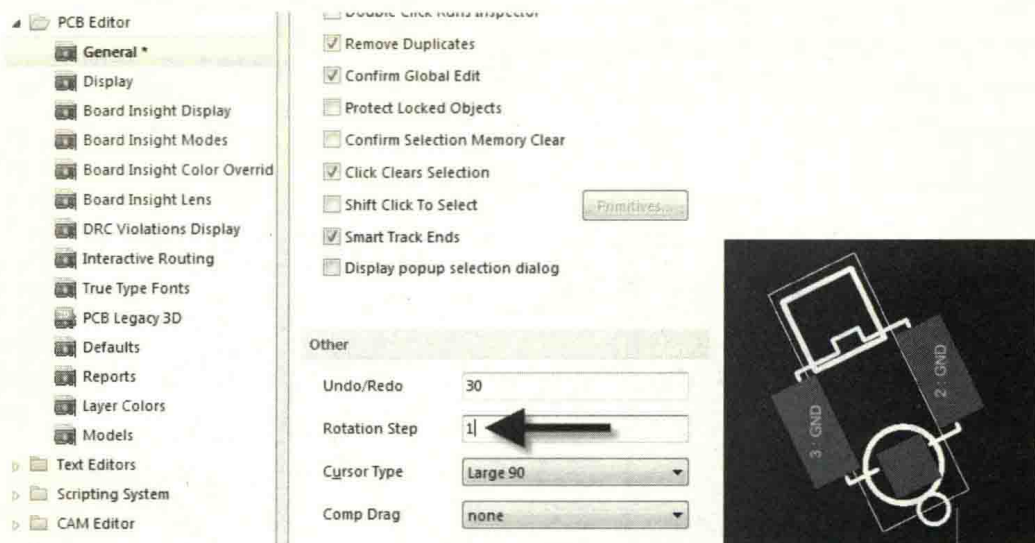 PCB Editor
General *
Display
Board Insight Display
Board Insight Modes
Board Insight Color Overrid
Board Insight Lens
DRC Violations Display
Interactive Routing
True Type Fonts
PCB Legacy 3D
Defaults
Reports
Layer Colors
Models
Text Editors
Scripting System
CAM Editor
Double Click Runs Inspector
Remove Duplicates
Confirm Global Edit
Protect Locked Objects
Confirm Selection Memory Clear
Click Clears Selection
Shift Click To Select
Primitives...
Smart Track Ends
Display popup selection dialog
Other
Undo/Redo 30
Rotation Step 1
Cursor Type Large 90
Comp Drag none
3 : GND
2 : GND